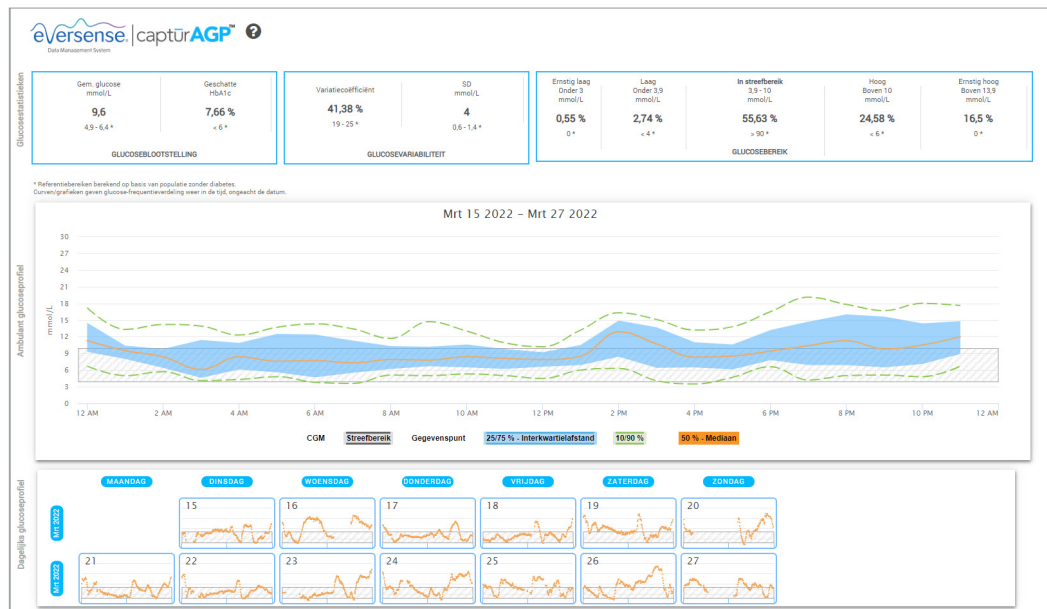 eversense. | captūrAGP™ ?
Data Management System
Glucosestatistieken
Gem. glucose
mmol/L
9,6
4,9 - 6,4 *
Geschatte
HbA1c
7,66 %
< 6 *
GLUCOSEBLOOTSTELLING
Variatiecoëfficiënt
41,38 %
19 - 25 *
SD
mmol/L
4
0,6 - 1,4 *
GLUCOSEVARIABILITEIT
Ernstig laag
Onder 3
mmol/L
0,55 %
0 *
Laag
Onder 3,9
mmol/L
2,74 %
< 4 *
In streefbereik
3,9 - 10
mmol/L
55,63 %
> 90 *
Hoog
Boven 10
mmol/L
24,58 %
< 6 *
Ernstig hoog
Boven 13,9
mmol/L
16,5 %
0 *
GLUCOSEBEREIK
* Referentiebereiken berekend op basis van populatie zonder diabetes.
Curven/grafieken geven glucose-frequentieverdeling weer in de tijd, ongeacht de datum.
Ambulant glucoseprofiel
Mrt 15 2022 – Mrt 27 2022
mmol/L
30
27
24
21
18
15
12
9
6
3
0
12 AM 2 AM 4 AM 6 AM 8 AM 10 AM 12 PM 2 PM 4 PM 6 PM 8 PM 10 PM 12 AM
CGM Streefbereik Gegevenspunt 25/75 % - Interkwartielafstand 10/90 % 50 % - Mediaan
Dagelijks glucoseprofiel
MAANDAG DINSDAG WOENSDAG DONDERDAG VRIJDAG ZATERDAG ZONDAG
Mrt 2022
15 16 17 18 19 20
Mrt 2022
21 22 23 24 25 26 27